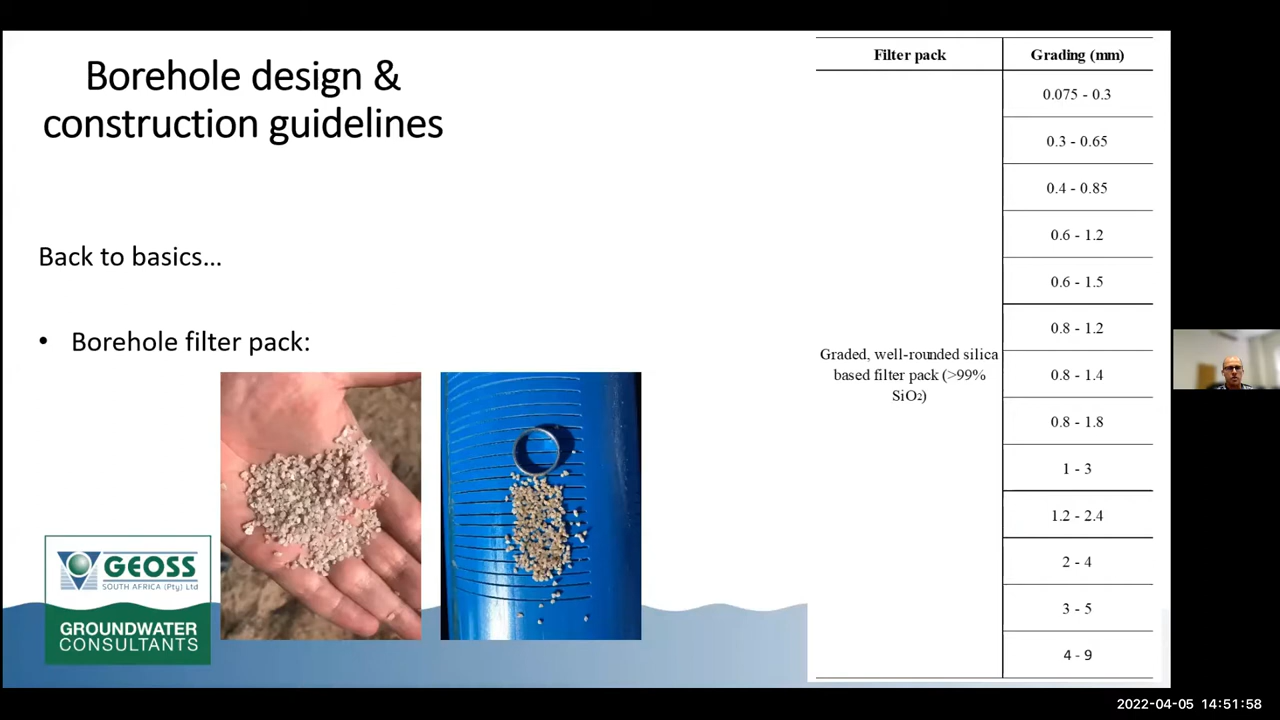 Borehole design &
construction guidelines
Back to basics...
• Borehole filter pack:
GEOSS
SOUTH AFRICA (Pty) Ltd
GROUNDWATER
CONSULTANTS
Filter pack Grading (mm)
0.075 - 0.3
0.3 - 0.65
0.4 - 0.85
0.6 - 1.2
0.6 - 1.5
0.8 - 1.2
Graded, well-rounded silica
based filter pack (>99%
SiO2)
0.8 - 1.4
0.8 - 1.8
1 - 3
1.2 - 2.4
2 - 4
3 - 5
4 - 9
2022-04-05 14:51:58